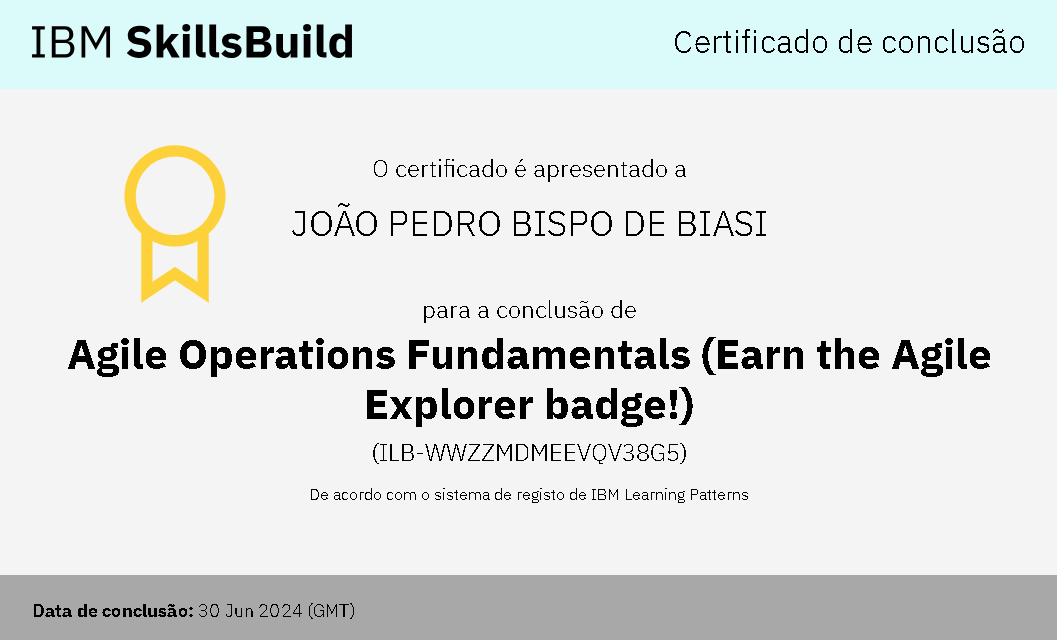 IBM SkillsBuild
Certificado de conclusão
O certificado é apresentado a
JOÃO PEDRO BISPO DE BIASI
para a conclusão de
Agile Operations Fundamentals (Earn the Agile
Explorer badge!)
(ILB-WWZZMDMEEVQV38G5)
De acordo com o sistema de registo de IBM Learning Patterns
Data de conclusão: 30 Jun 2024 (GMT)